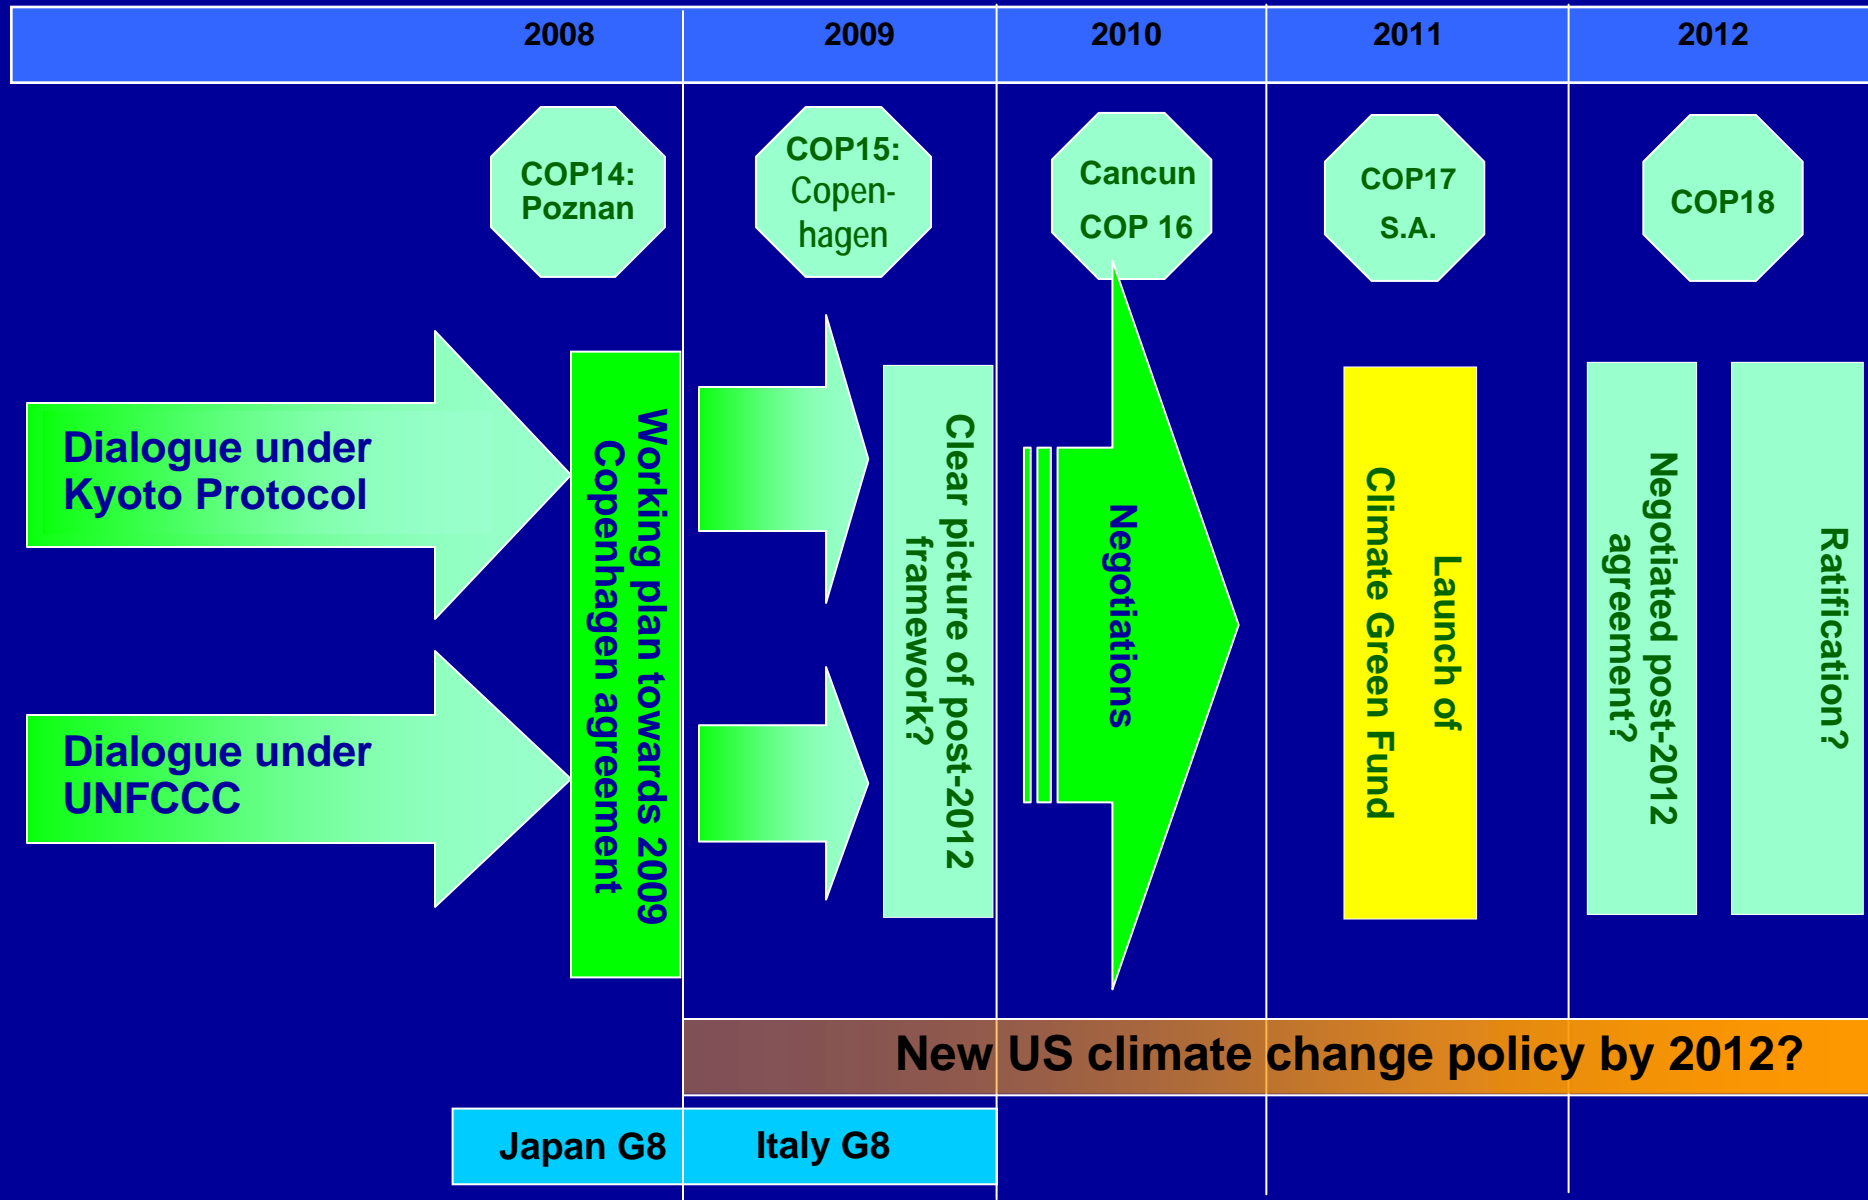 2008
2009
2010
2011
2012
COP14:
Poznan
COP15:
Copen-
hagen
Cancun
COP 16
COP17
S.A.
COP18
Dialogue under
Kyoto Protocol
Dialogue under
UNFCCC
Working plan towards 2009
Copenhagen agreement
Clear picture of post-2012
framework?
Negotiations
Launch of
Climate Green Fund
Negotiated post-2012
agreement?
Ratification?
New US climate change policy by 2012?
Japan G8
Italy G8